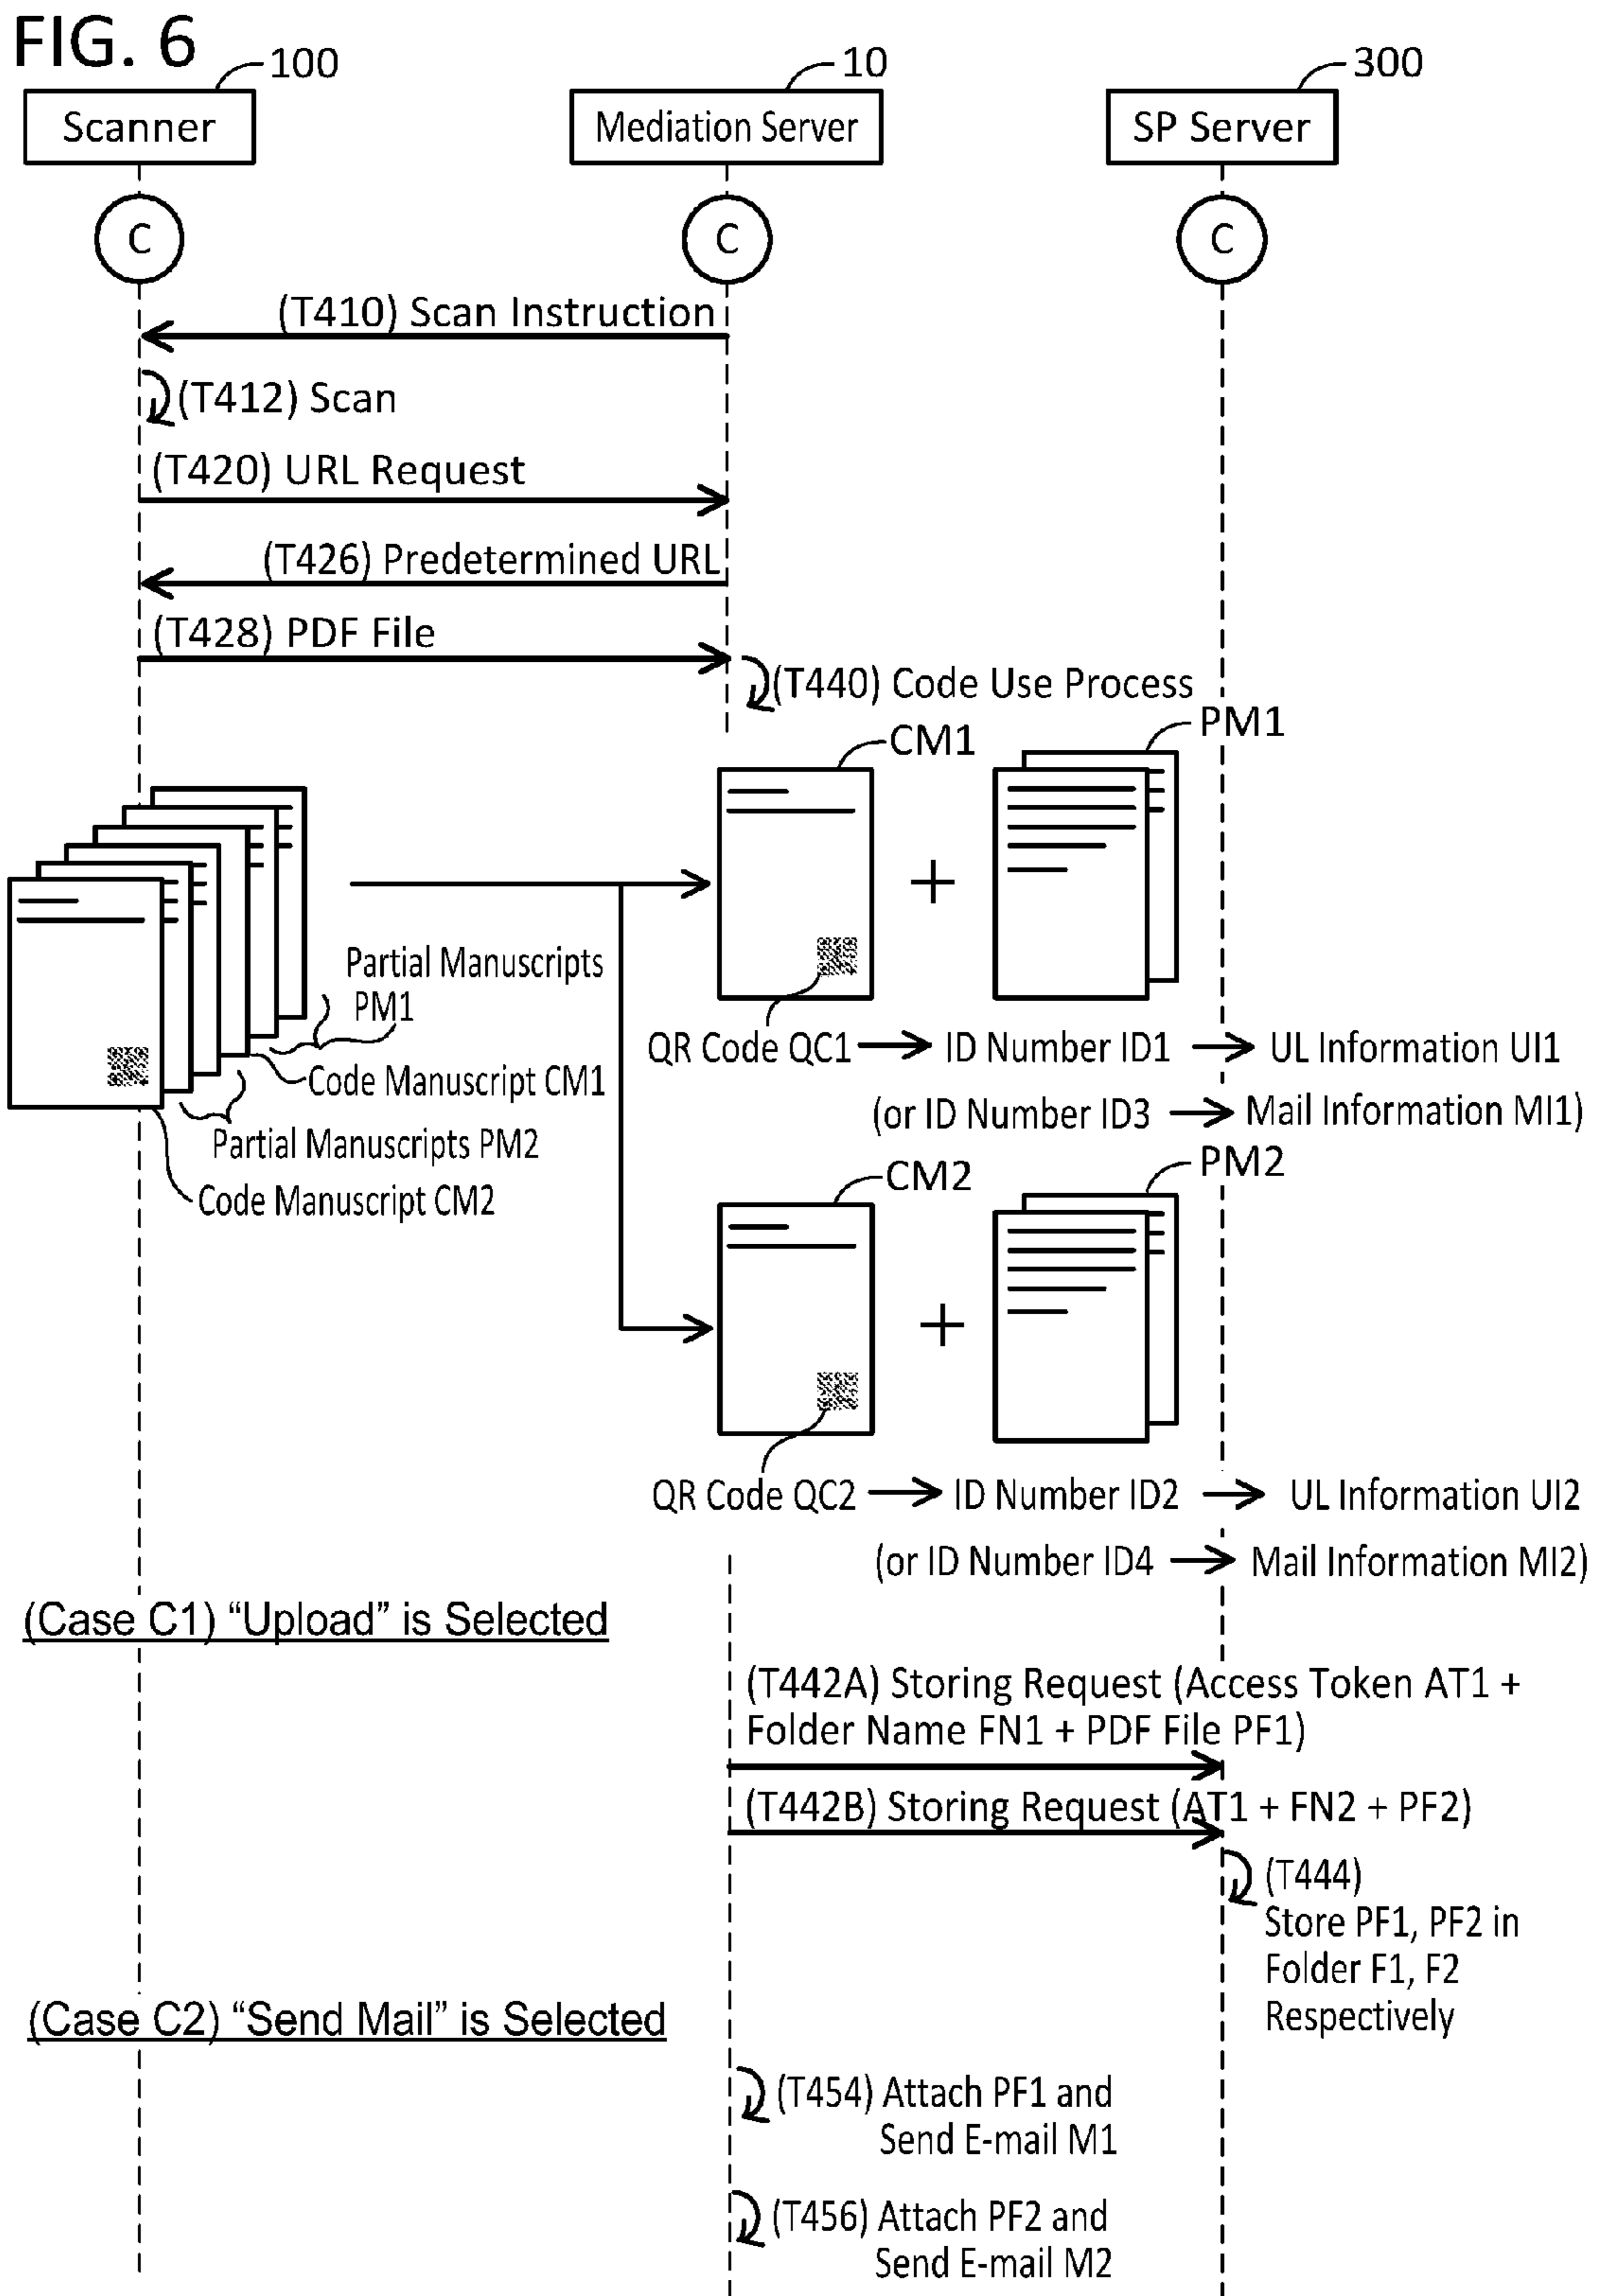 FIG. 6
100
10
300
Scanner
Mediation Server
SP Server
C
C
C
(T410) Scan Instruction
(T412) Scan
(T420) URL Request
(T426) Predetermined URL
(T428) PDF File
(T440) Code Use Process
CM1
PM1
+
Partial Manuscripts
PM1
QR Code QC1
ID Number ID1
UL Information UI1
Code Manuscript CM1
(or ID Number ID3
Mail Information MI1)
Partial Manuscripts PM2
Code Manuscript CM2
CM2
PM2
+
QR Code QC2
ID Number ID2
UL Information UI2
(or ID Number ID4
Mail Information MI2)
(Case C1) “Upload” is Selected
(T442A) Storing Request (Access Token AT1 +
Folder Name FN1 + PDF File PF1)
(T442B) Storing Request (AT1 + FN2 + PF2)
(T444)
Store PF1, PF2 in
Folder F1, F2
Respectively
(Case C2) “Send Mail” is Selected
(T454) Attach PF1 and
Send E-mail M1
(T456) Attach PF2 and
Send E-mail M2